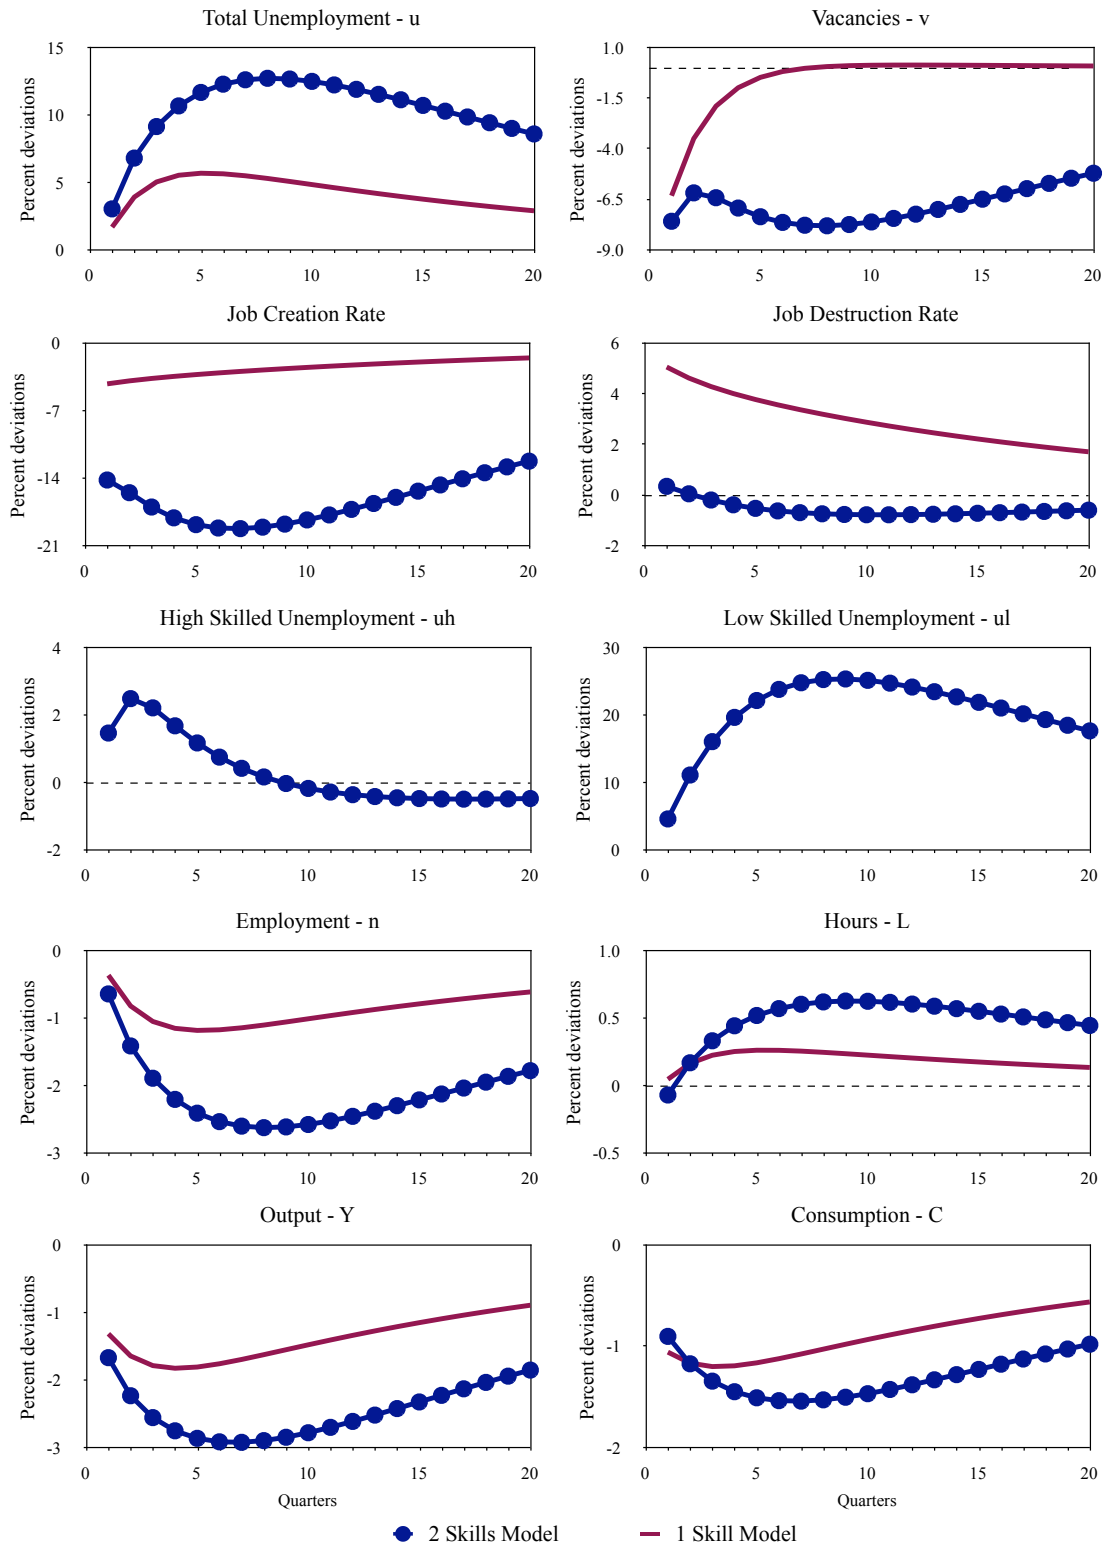 Total Unemployment - u
Vacancies - v
Percent deviations
15
10
5
0
0 5 10 15 20
Percent deviations
1.0
-1.5
-4.0
-6.5
-9.0
0 5 10 15 20
Job Creation Rate
Job Destruction Rate
Percent deviations
0
-7
-14
-21
0 5 10 15 20
Percent deviations
6
4
2
0
-2
0 5 10 15 20
High Skilled Unemployment - uh
Low Skilled Unemployment - ul
Percent deviations
4
2
0
-2
0 5 10 15 20
Percent deviations
30
20
10
0
0 5 10 15 20
Employment - n
Hours - L
Percent deviations
0
-1
-2
-3
0 5 10 15 20
Percent deviations
1.0
0.5
0
-0.5
0 5 10 15 20
Output - Y
Consumption - C
Percent deviations
0
-1
-2
-3
0 5 10 15 20
Quarters
Percent deviations
0
-1
-2
0 5 10 15 20
Quarters
2 Skills Model
1 Skill Model